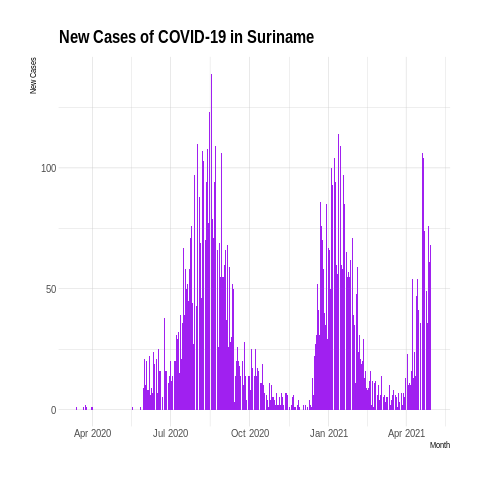 New Cases of COVID-19 in Suriname
New Cases
100
50
0
Apr 2020 Jul 2020 Oct 2020 Jan 2021 Apr 2021
Month